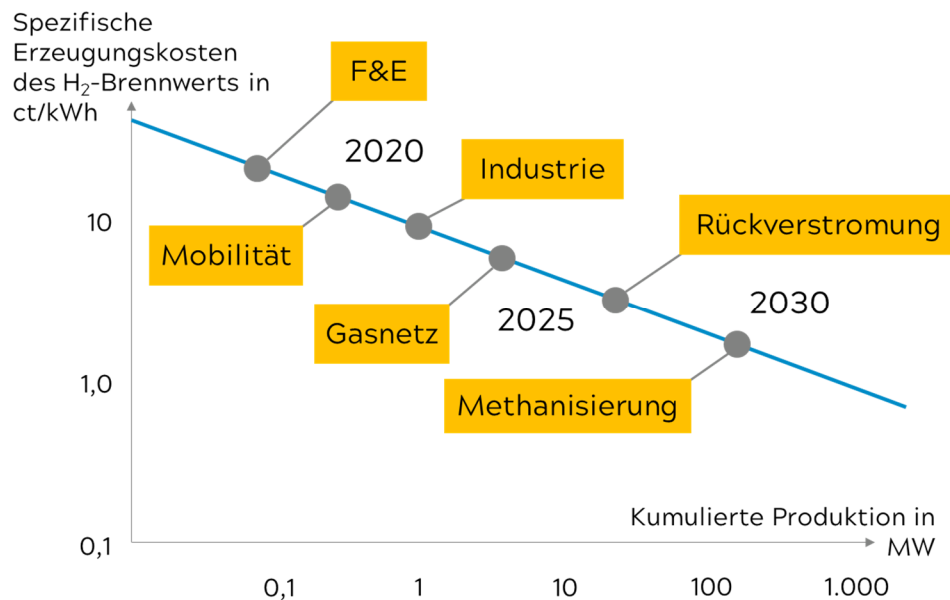 Spezifische
Erzeugungskosten
des H₂-Brennwerts in
ct/kWh
F&E
2020
Industrie
10
Rückverstromung
Mobilität
2030
2025
Gasnetz
1,0
Methanisierung
Kumulierte Produktion in
MW
0,1
0,1 1 10 100 1.000